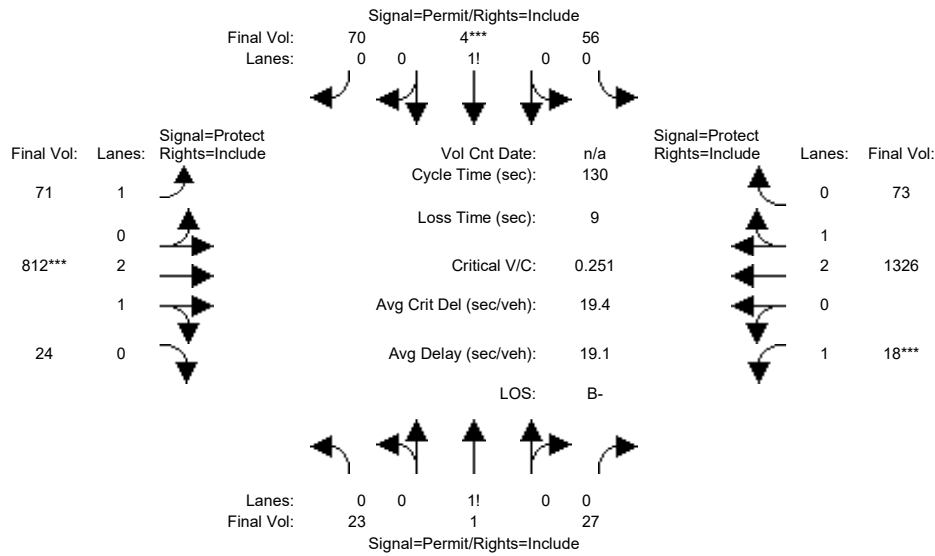 Signal=Permit/Rights=Include
Final Vol: 70 4*** 56
Lanes: 0 0 1! 0 0
Signal=Protect Signal=Protect
Final Vol: Lanes: Rights=Include Vol Cnt Date: n/a Rights=Include Lanes: Final Vol:
Cycle Time (sec): 130
71 1 0 73
Loss Time (sec): 9
0 1
812*** 2 Critical V/C: 0.251 2 1326
1 Avg Crit Del (sec/veh): 19.4 0
24 0 Avg Delay (sec/veh): 19.1 1 18***
LOS: B-
Lanes: 0 0 1! 0 0
Final Vol: 23 1 27
Signal=Permit/Rights=Include